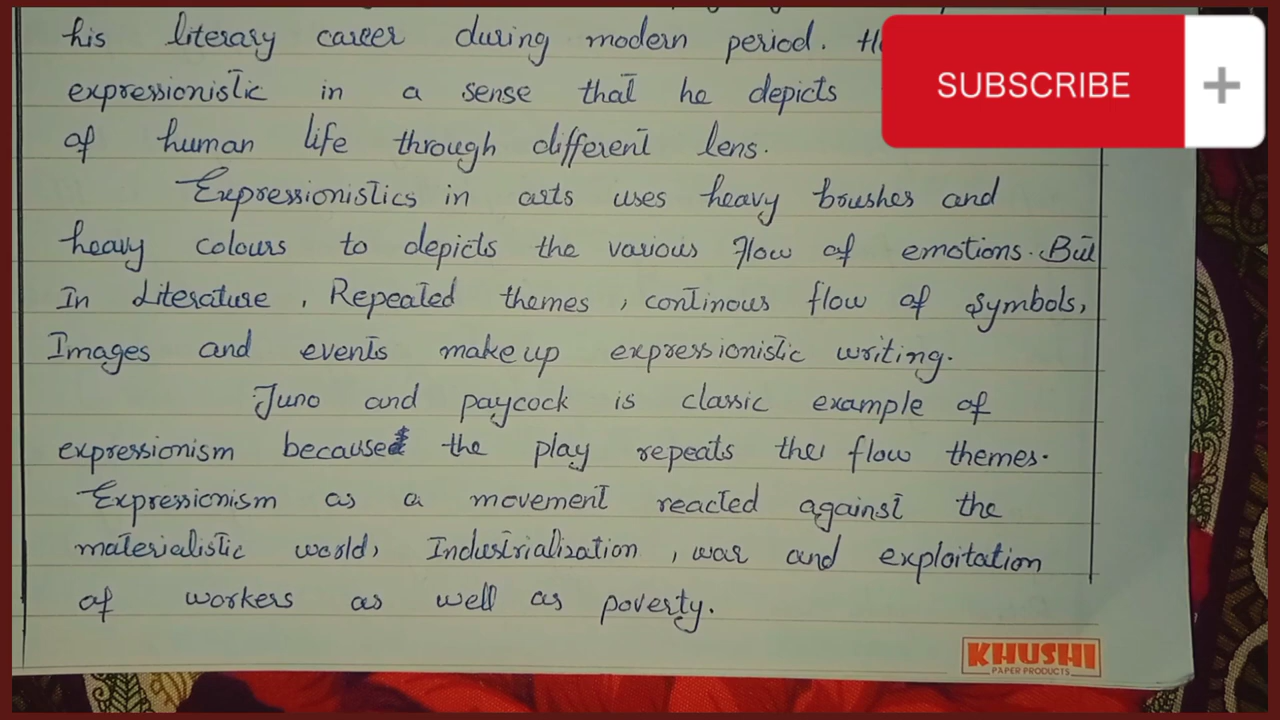 his literary career during modern period.
SUBSCRIBE +
expressionistic in a sense that he depicts
of human life through different lens.
Expressionistics in arts uses heavy brushes and
heavy colours to depicts the various flow of emotions. But
In Literature, Repeated themes, continous flow of symbols,
Images and events make up expressionistic writing.
Juno and paycock is classic example of
expressionism because the play repeats the flow themes.
Expressionism as a movement reacted against the
materialistic world, Industrialization, war and exploitation
of workers as well as poverty.
KHUSHI
PAPER PRODUCTS